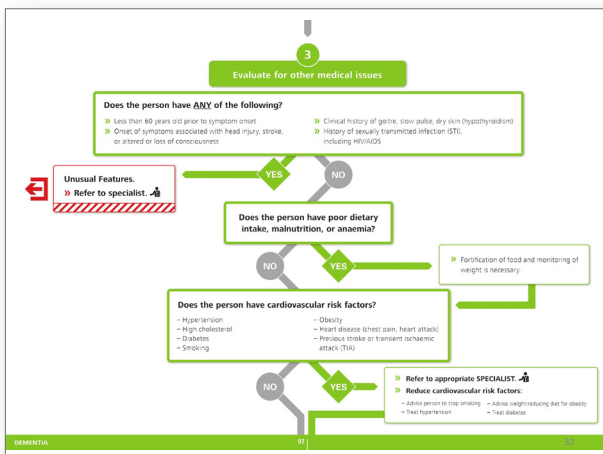 3
Evaluate for other medical issues
Does the person have ANY of the following?
» Less than 60 years old prior to symptom onset
» Onset of symptoms associated with head injury, stroke,
or altered or loss of consciousness
» Clinical history of goitre, slow pulse, dry skin (hypothyroidism)
» History of sexually transmitted infection (STI),
including HIV/AIDS
YES
NO
Unusual Features.
» Refer to specialist.
Does the person have poor dietary
intake, malnutrition, or anaemia?
NO
YES
» Fortification of food and monitoring of
weight is necessary.
Does the person have cardiovascular risk factors?
– Hypertension
– High cholesterol
– Diabetes
– Smoking
– Obesity
– Heart disease (chest pain, heart attack)
– Previous stroke or transient ischaemic
attack (TIA)
NO
YES
» Refer to appropriate SPECIALIST.
» Reduce cardiovascular risk factors:
– Advise person to stop smoking
– Treat hypertension
– Advise weight-reducing diet for obesity
– Treat diabetes
DEMENTIA
97
32